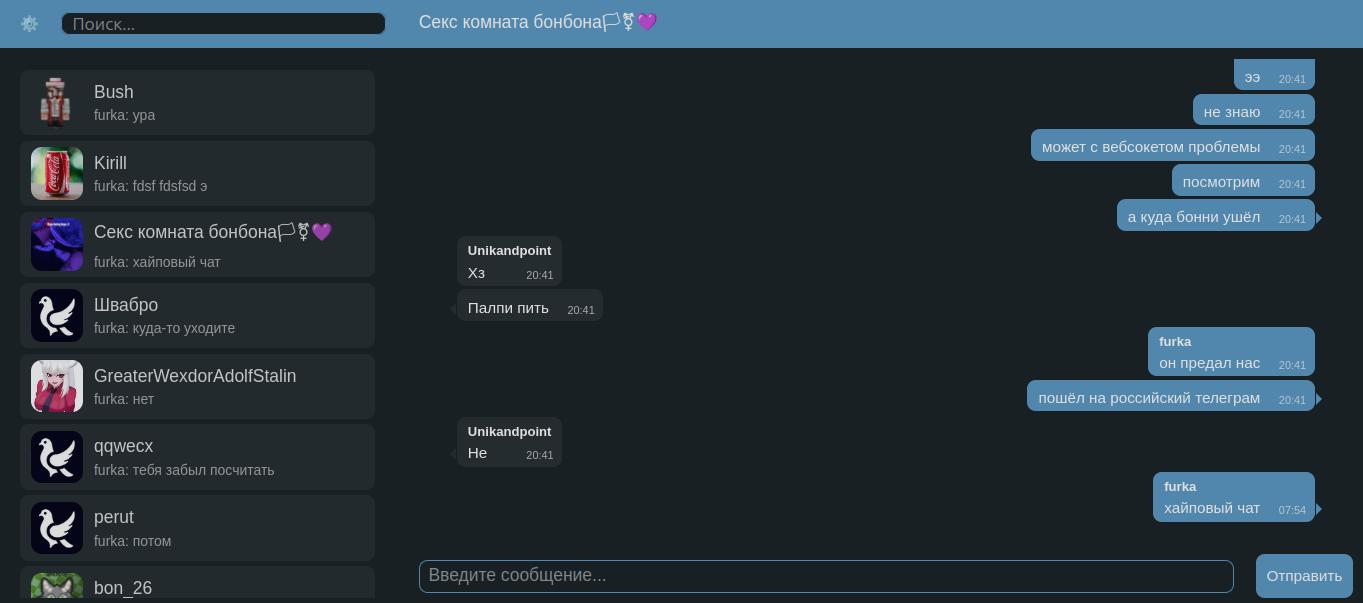 Поиск...
Секс комната бонбона🏳️‍⚧️💜
Bush
furka: ура
Kirill
furka: fdsf fdsfsd э
Секс комната бонбона🏳️‍⚧️💜
furka: хайповый чат
Швабро
furka: куда-то уходите
GreaterWexdorAdolfStalin
furka: нет
qqwecx
furka: тебя забыл посчитать
perut
furka: потом
bon_26
ээ 20:41
не знаю 20:41
может с вебсокетом проблемы 20:41
посмотрим 20:41
а куда бонни ушёл 20:41
Unikandpoint
Хз 20:41
Палпи пить 20:41
furka
он предал нас 20:41
пошёл на российский телеграм 20:41
Unikandpoint
Не 20:41
furka
хайповый чат 07:54
Введите сообщение...
Отправить